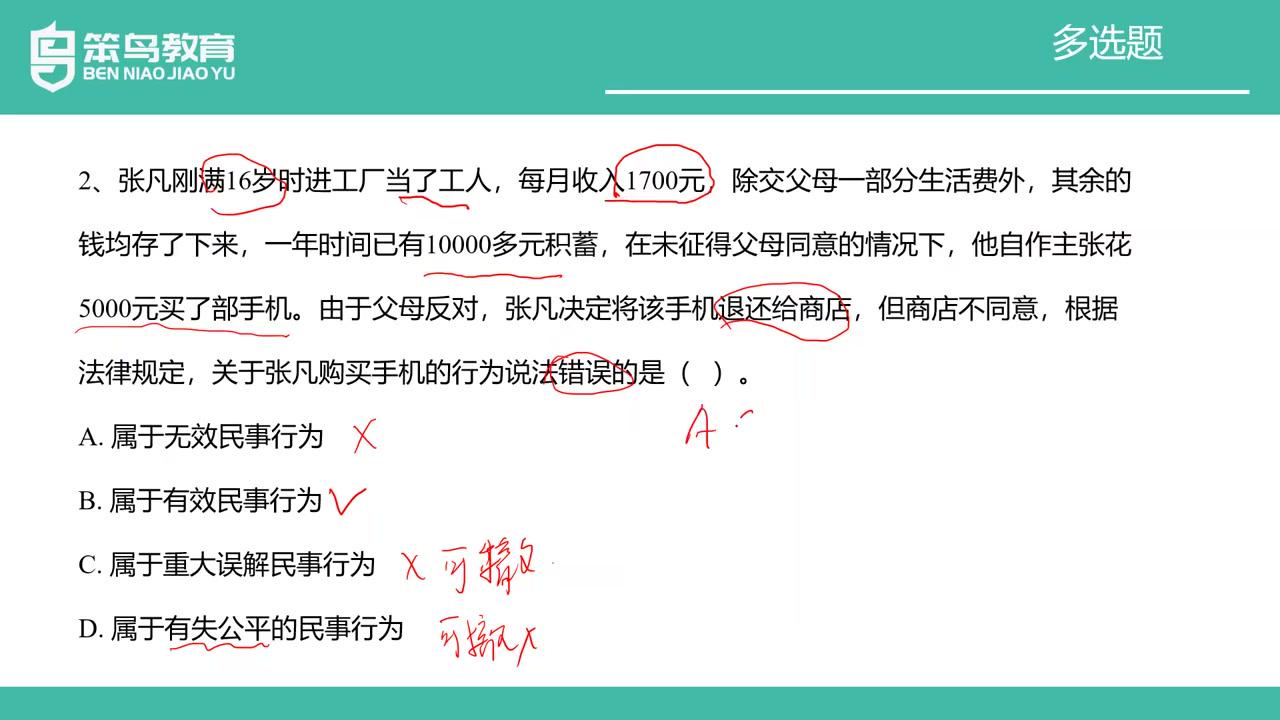 笨鸟教育
BEN NIAO JIAO YU
多选题
2、张凡刚满16岁时进工厂当了工人，每月收入1700元，除交父母一部分生活费外，其余的
钱均存了下来，一年时间已有10000多元积蓄，在未征得父母同意的情况下，他自作主张花
5000元买了部手机。由于父母反对，张凡决定将该手机退还给商店，但商店不同意，根据
法律规定，关于张凡购买手机的行为说法错误的是（ ）。
A
A. 属于无效民事行为 X
B. 属于有效民事行为 √
C. 属于重大误解民事行为 X 可撤
D. 属于有失公平的民事行为 可撤 X